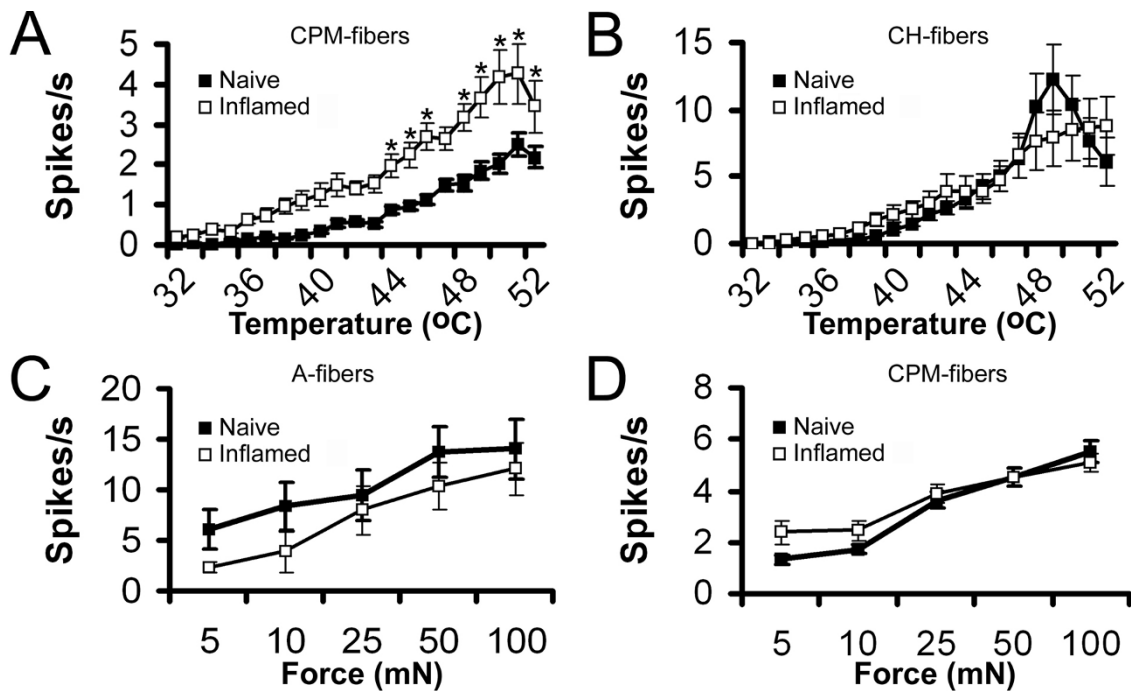 A
CPM-fibers
Spikes/s
5
4
3
2
1
0
Naive
Inflamed
* * * * * * * *
32 36 40 44 48 52
Temperature (ºC)
B
CH-fibers
Spikes/s
15
10
5
0
Naive
Inflamed
32 36 40 44 48 52
Temperature (ºC)
C
A-fibers
Spikes/s
20
15
10
5
0
Naive
Inflamed
5 10 25 50 100
Force (mN)
D
CPM-fibers
Spikes/s
8
6
4
2
0
Naive
Inflamed
5 10 25 50 100
Force (mN)